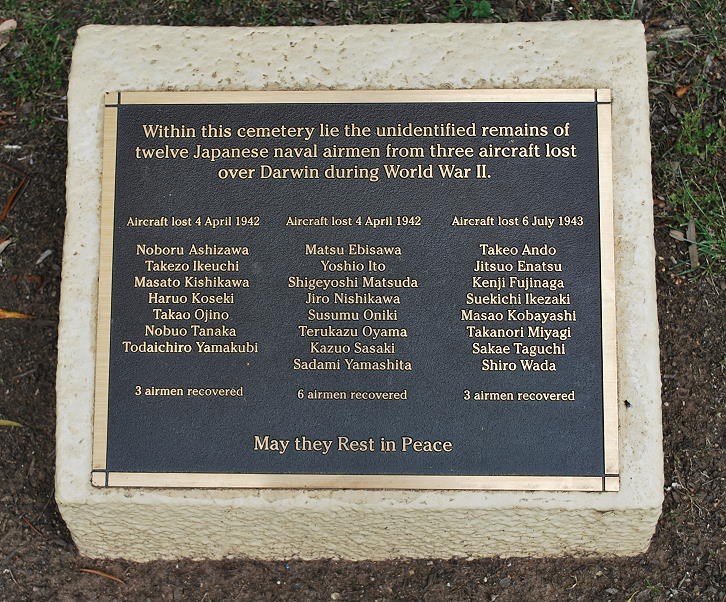 Within this cemetery lie the unidentified remains of
twelve Japanese naval airmen from three aircraft lost
over Darwin during World War II.
Aircraft lost 4 April 1942
Noboru Ashizawa
Takezo Ikeuchi
Masato Kishikawa
Haruo Koseki
Takao Ojino
Nobuo Tanaka
Todaichiro Yamakubi
3 airmen recovered
Aircraft lost 4 April 1942
Matsu Ebisawa
Yoshio Ito
Shigeyoshi Matsuda
Jiro Nishikawa
Susumu Oniki
Terukazu Oyama
Kazuo Sasaki
Sadami Yamashita
6 airmen recovered
Aircraft lost 6 July 1943
Takeo Ando
Jitsuo Enatsu
Kenji Fujinaga
Suekichi Ikezaki
Masao Kobayashi
Takanori Miyagi
Sakae Taguchi
Shiro Wada
3 airmen recovered
May they Rest in Peace